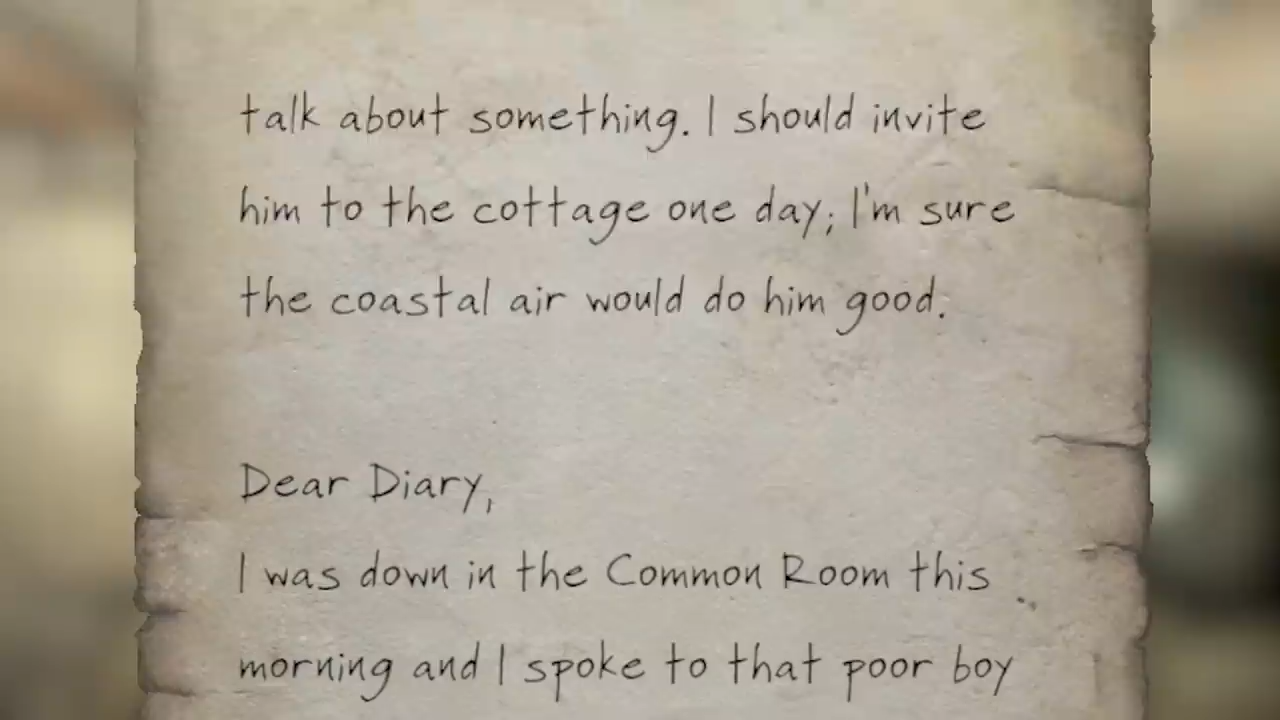 talk about something. I should invite
him to the cottage one day; I'm sure
the coastal air would do him good.
Dear Diary,
I was down in the Common Room this
morning and I spoke to that poor boy